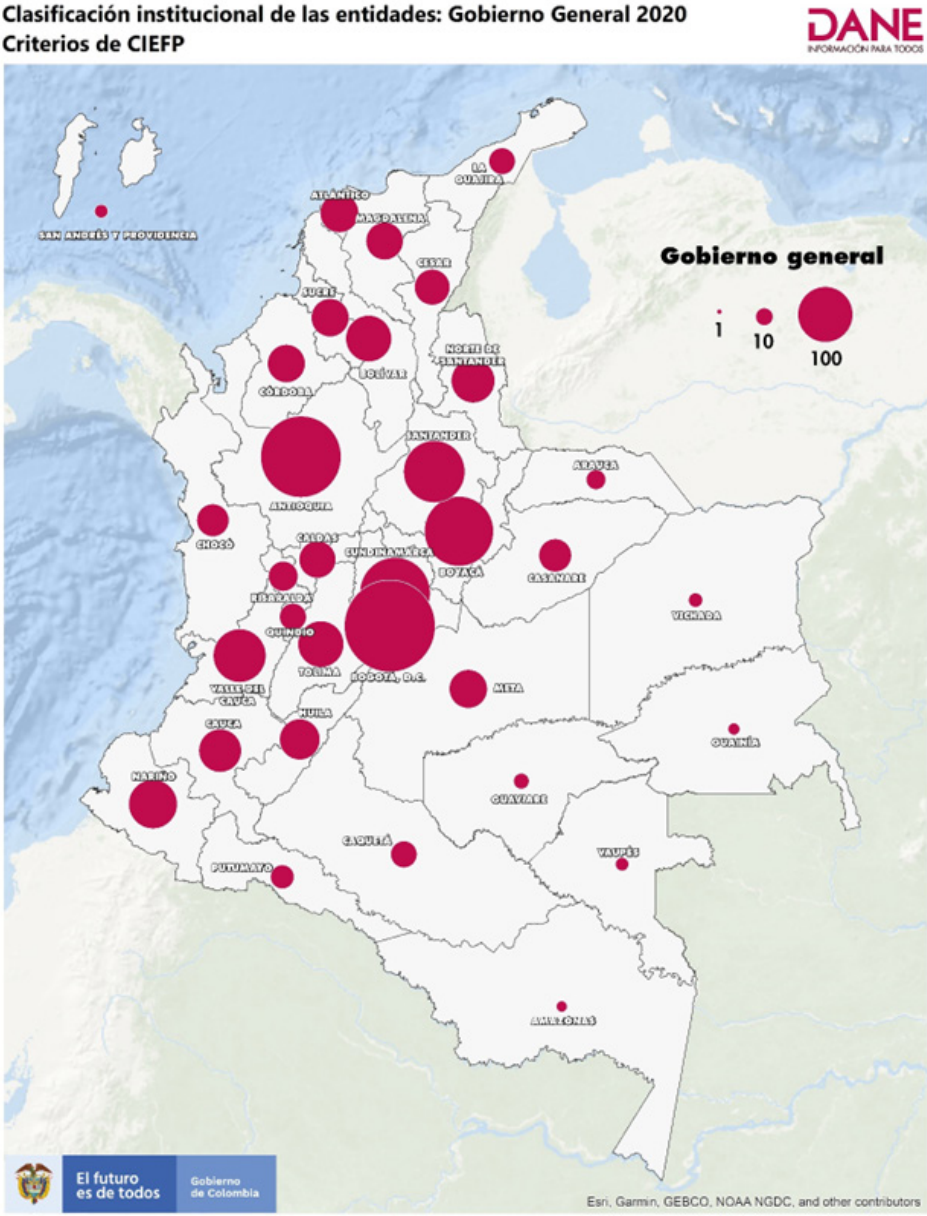 Clasificación institucional de las entidades: Gobierno General 2020
Criterios de CIEFP
DANE
INFORMACIÓN PARA TODOS
LA
GUAJIRA
ATLÁNTICO
MAGDALENA
SAN ANDRÉS Y PROVIDENCIA
CESAR
Gobierno general
SUCRE
1
10
100
NORTE DE
SANTANDER
BOLÍVAR
CÓRDOBA
SANTANDER
ARAUCA
ANTIOQUIA
CHOCÓ
CALDAS
CUNDINAMARCA
BOYACÁ
CASANARE
RISARALDA
VICHADA
QUINDIO
TOLIMA
BOGOTÁ, D.C.
VALLE DEL
CAUCA
META
HUILA
CAUCA
GUAINÍA
NARIÑO
GUAVIARE
CAQUETÁ
VAUPÉS
PUTUMAYO
AMAZONAS
El futuro
es de todos
Gobierno
de Colombia
Esri, Garmin, GEBCO, NOAA NGDC, and other contributors